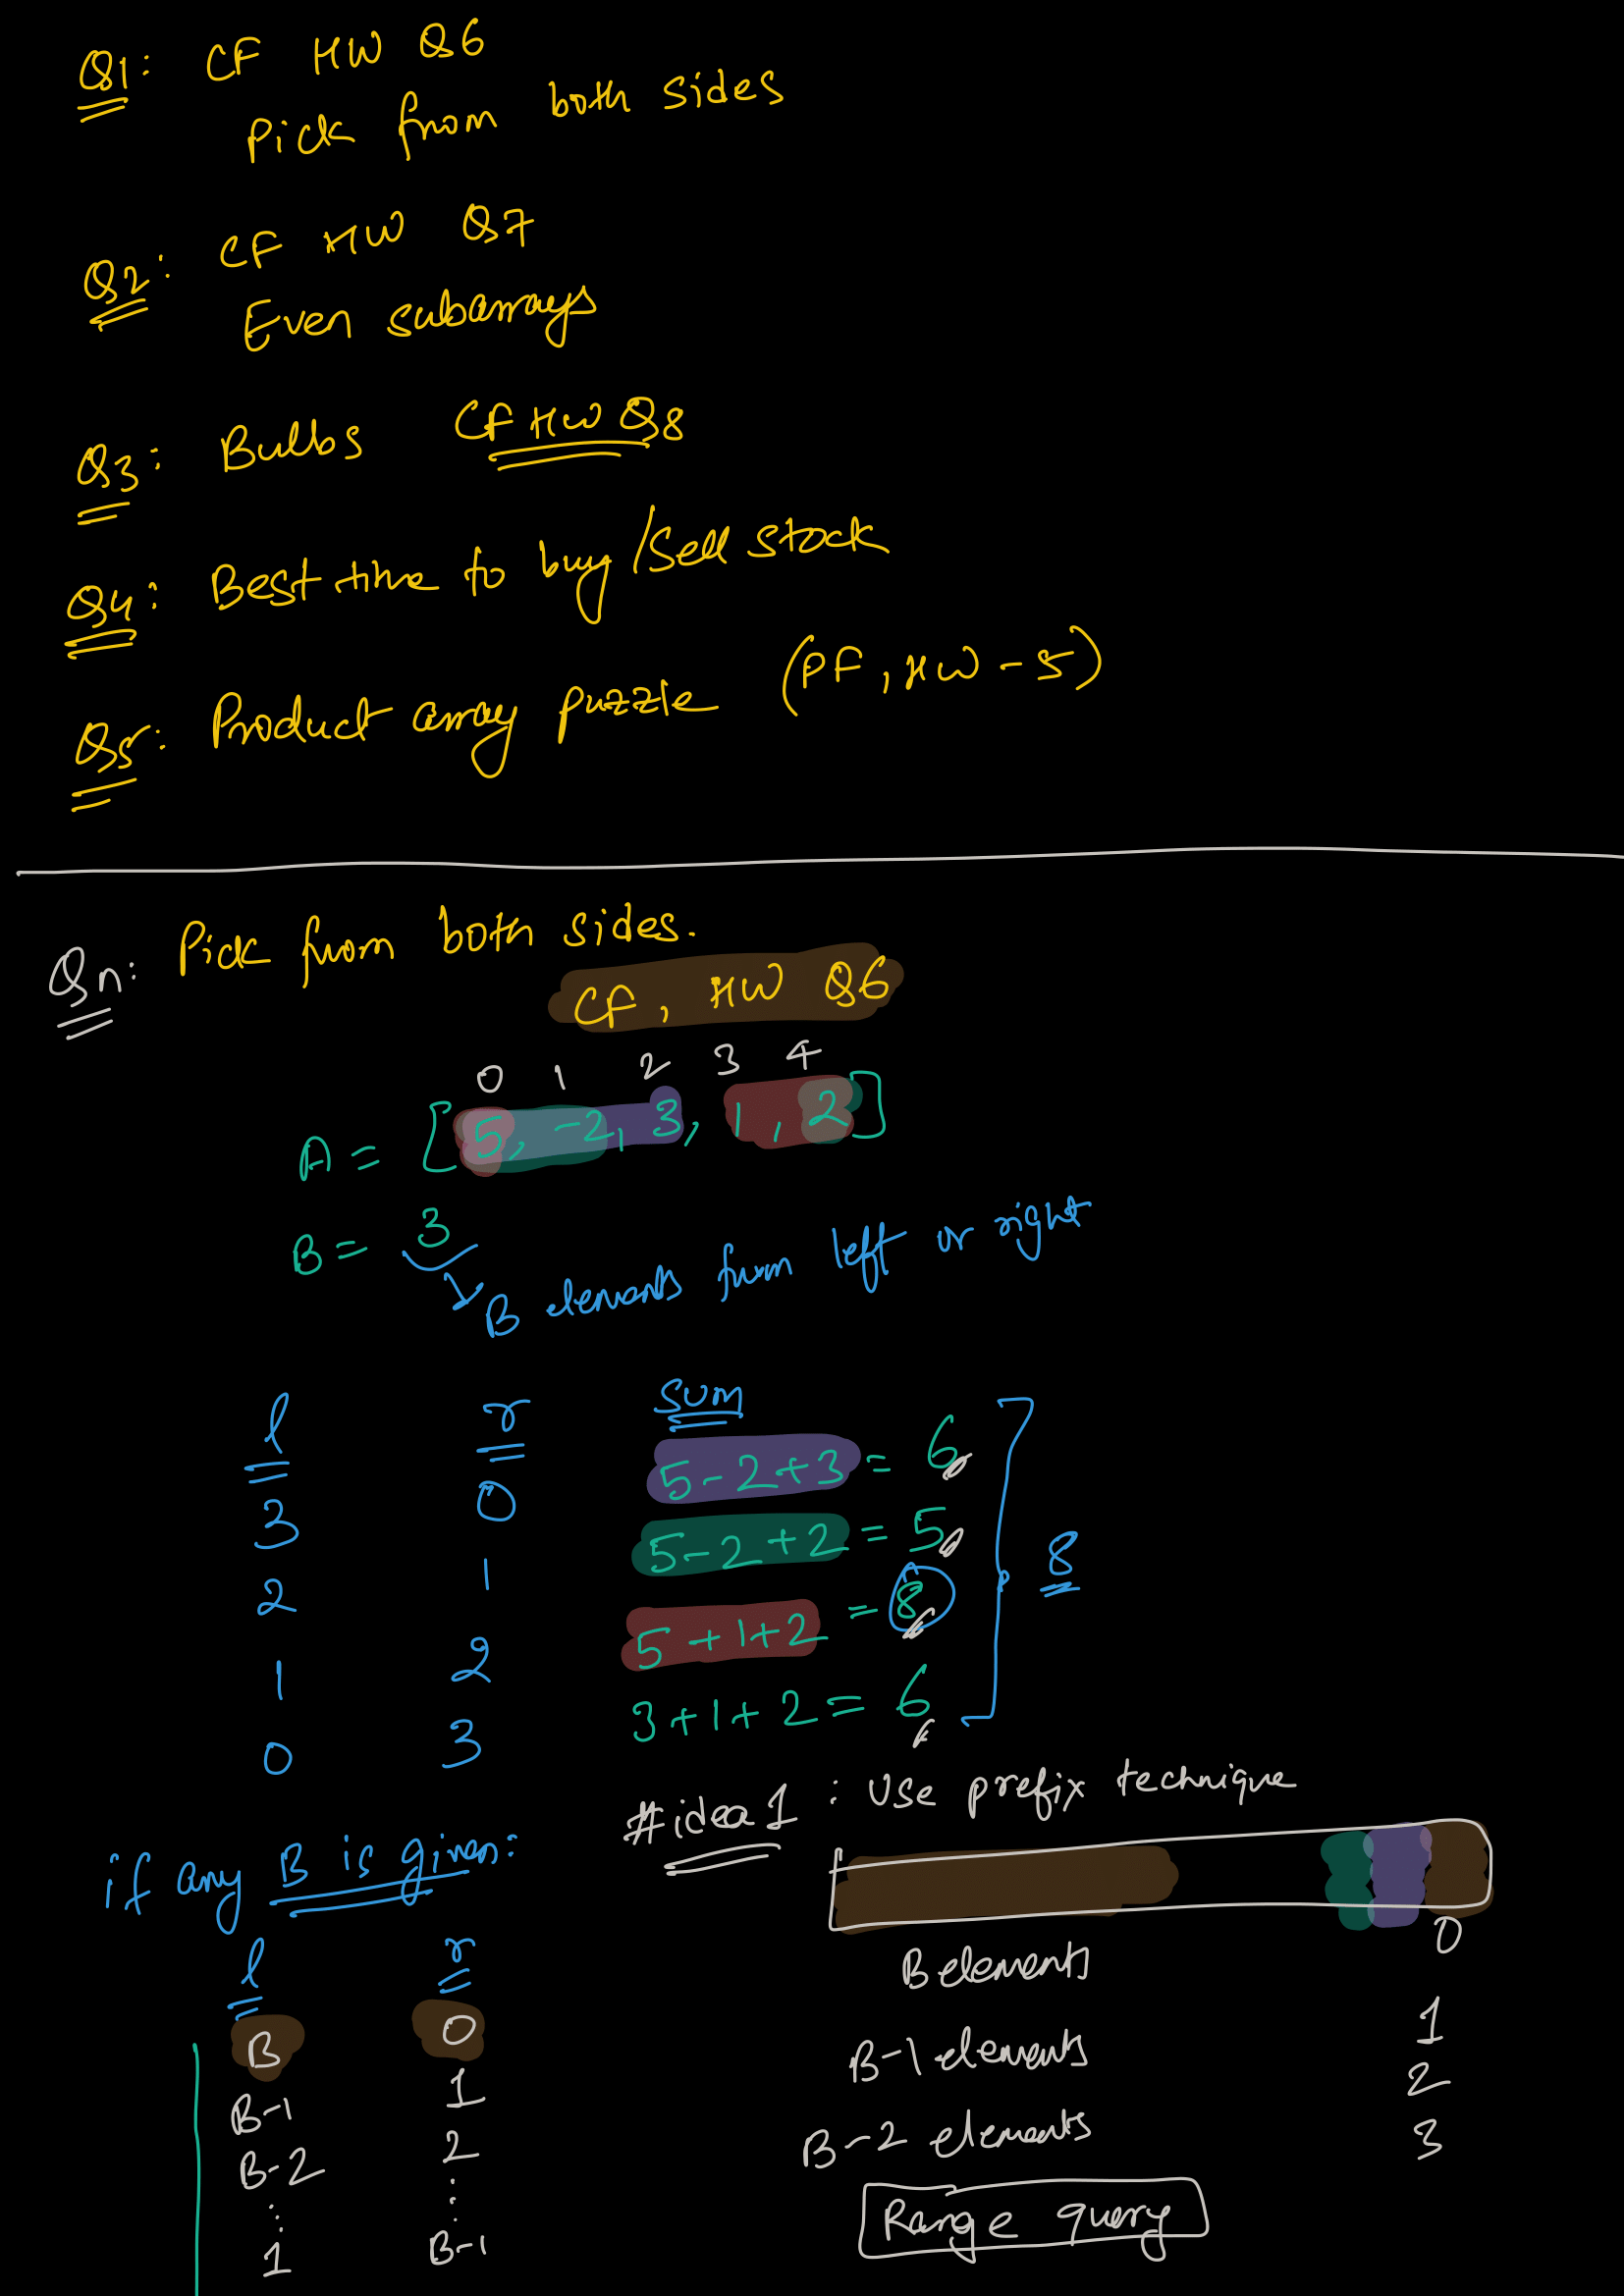 Q1: CF HW Q6
Pick from both sides
Q2: CF HW Q7
Even subarrays
Q3: Bulbs CF HW Q8
Q4: Best time to buy/sell stock
Q5: Product array puzzle (PF, HW-5)
Qn: Pick from both sides.
CF, HW Q6
0 1 2 3 4
A = [5, -2, 3, 1, 2]
B = 3
B elements from left or right
l r sum
3 0 5-2+3 = 6
2 1 5-2+2 = 5
1 2 5+1+2 = 8
8
0 3 3+1+2 = 6
#idea1: Use prefix technique
if any B is given:
l r
B 0
B-1 1
B-2 2
⋮ ⋮
1 B-1
B elements 0
B-1 elements 1
2
B-2 elements 3
Range query